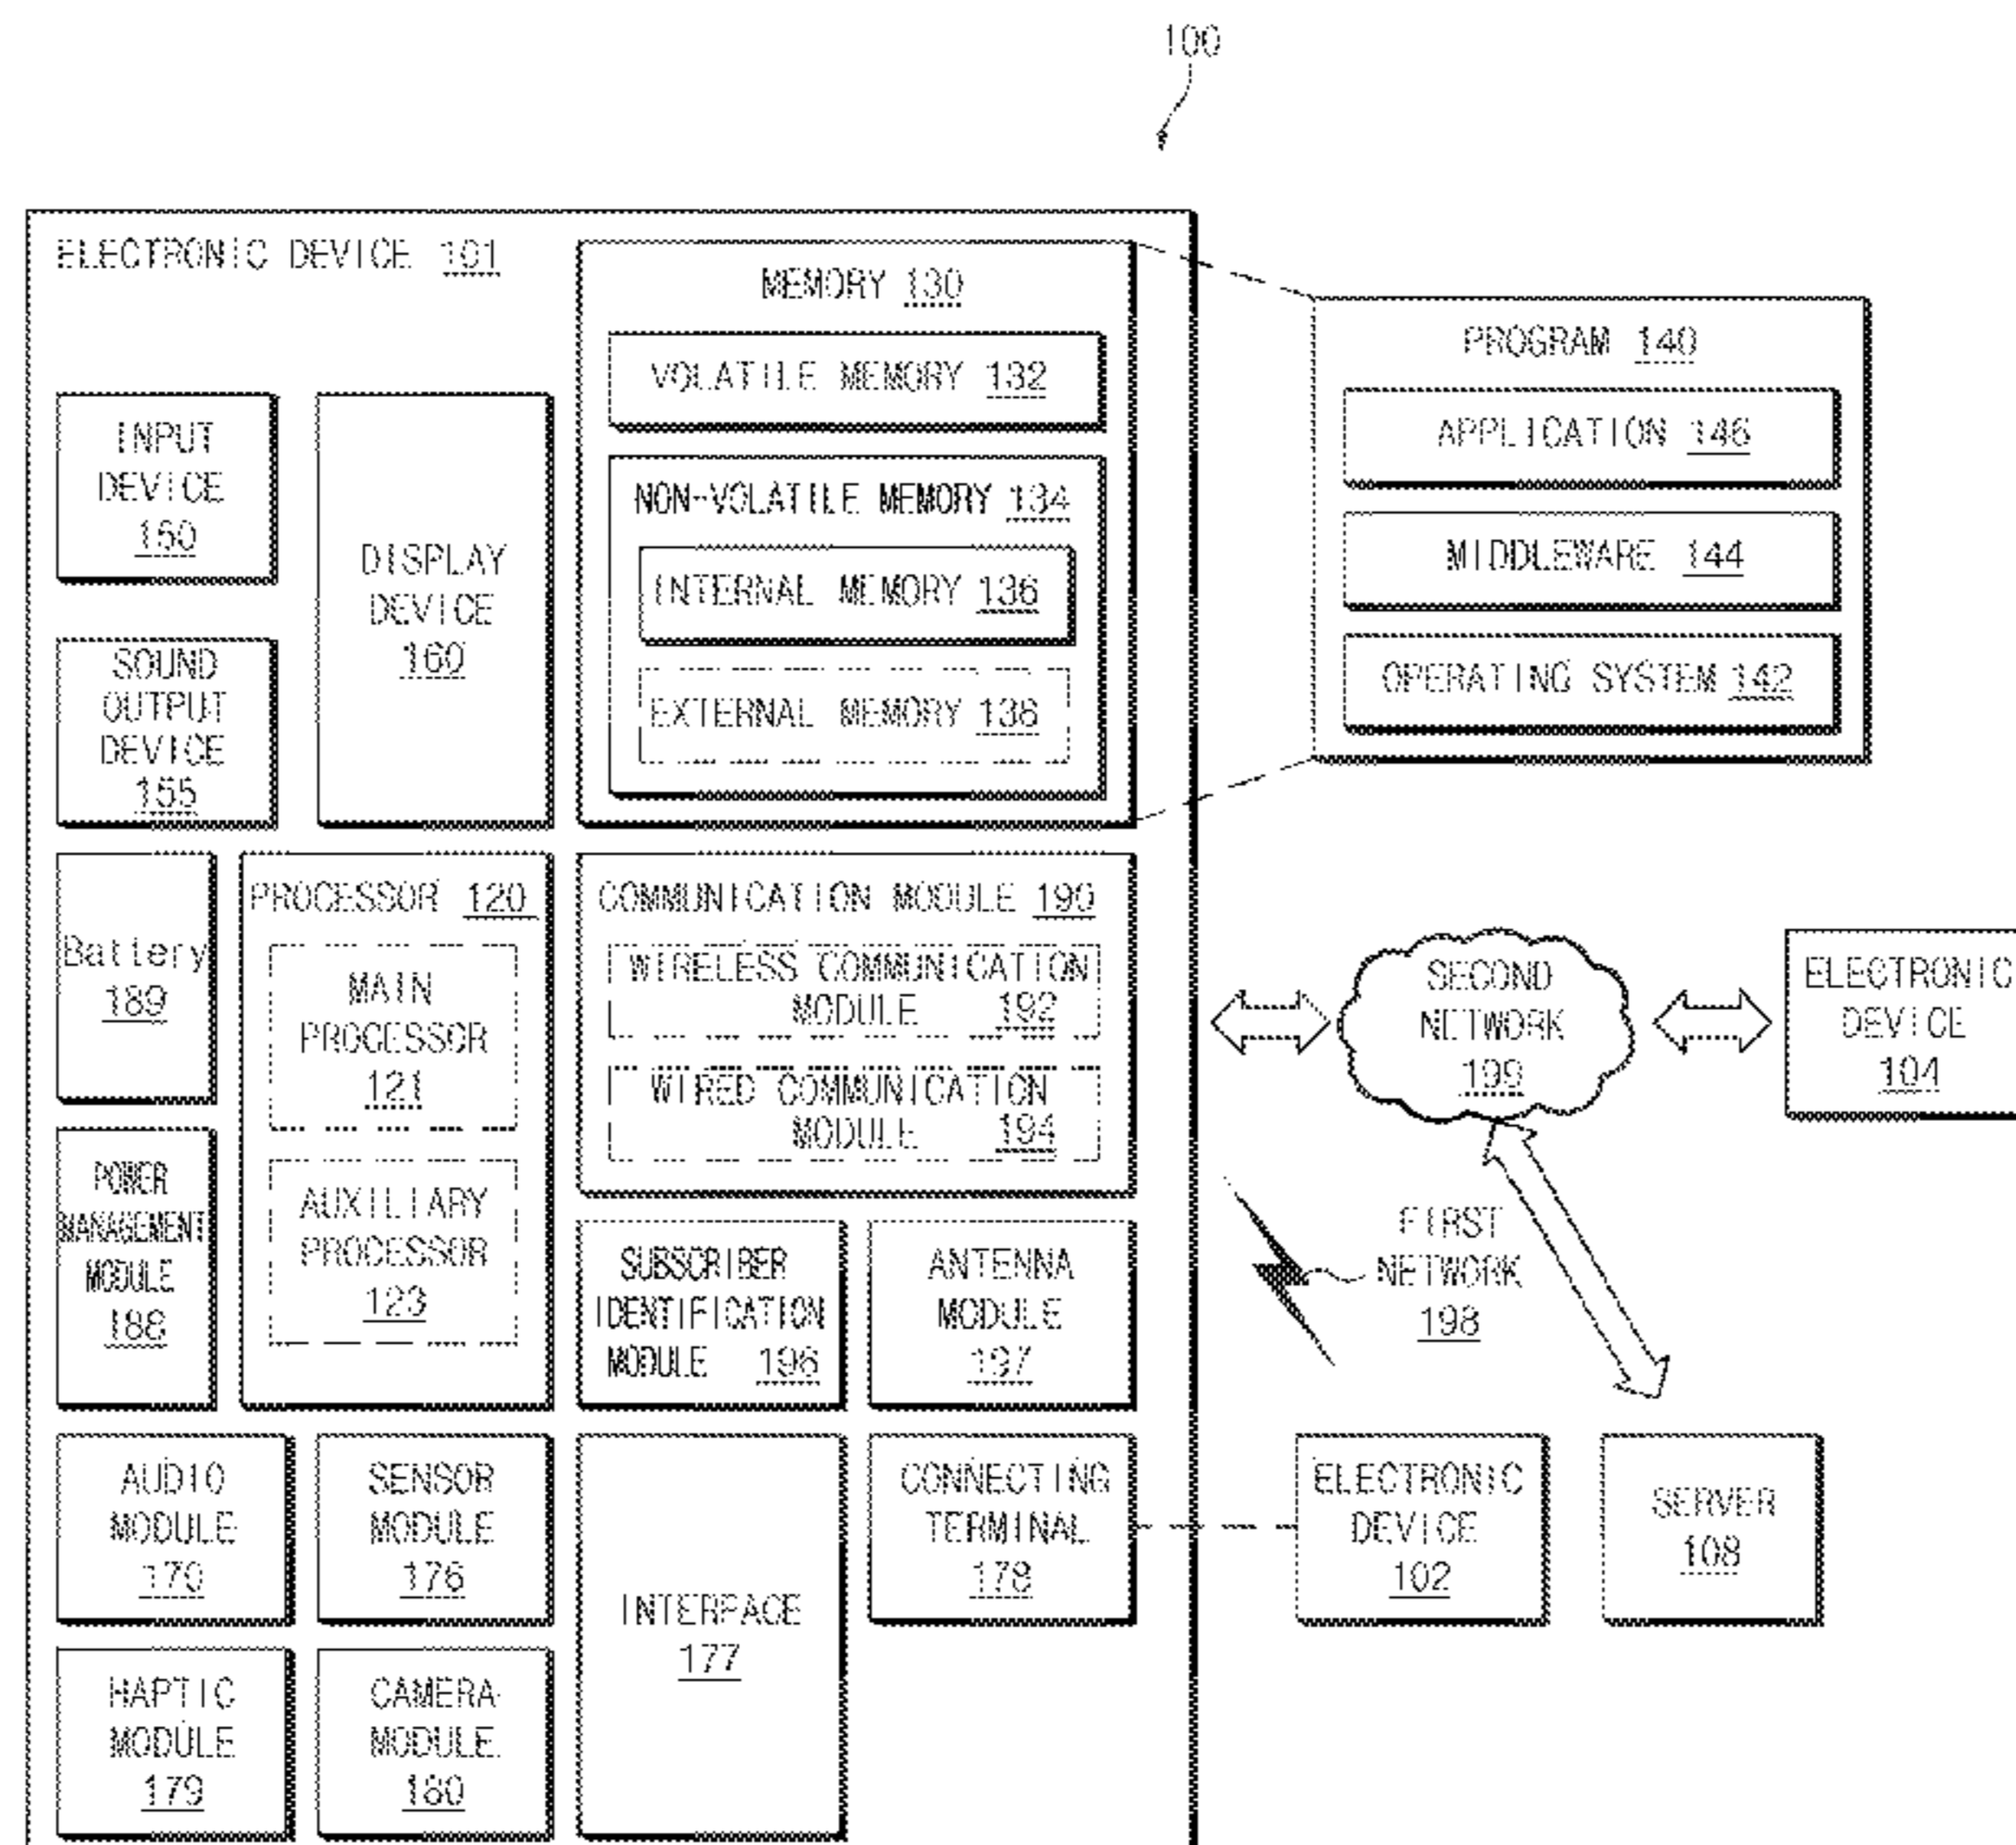 100
ELECTRONIC DEVICE 101
MEMORY 130
VOLATILE MEMORY 132
NON-VOLATILE MEMORY 134
INTERNAL MEMORY 136
EXTERNAL MEMORY 138
PROGRAM 140
APPLICATION 146
MIDDLEWARE 144
OPERATING SYSTEM 142
INPUT
DEVICE
150
DISPLAY
DEVICE
160
SOUND
OUTPUT
DEVICE
155
Battery
189
PROCESSOR 120
MAIN
PROCESSOR
121
AUXILIARY
PROCESSOR
123
POWER
MANAGEMENT
MODULE
188
COMMUNICATION MODULE 190
WIRELESS COMMUNICATION
MODULE 192
WIRED COMMUNICATION
MODULE 194
SUBSCRIBER
IDENTIFICATION
MODULE 196
ANTENNA
MODULE
197
SECOND
NETWORK
199
ELECTRONIC
DEVICE
104
FIRST
NETWORK
198
AUDIO
MODULE
170
SENSOR
MODULE
176
INTERFACE
177
CONNECTING
TERMINAL
178
ELECTRONIC
DEVICE
102
SERVER
108
HAPTIC
MODULE
179
CAMERA
MODULE
180